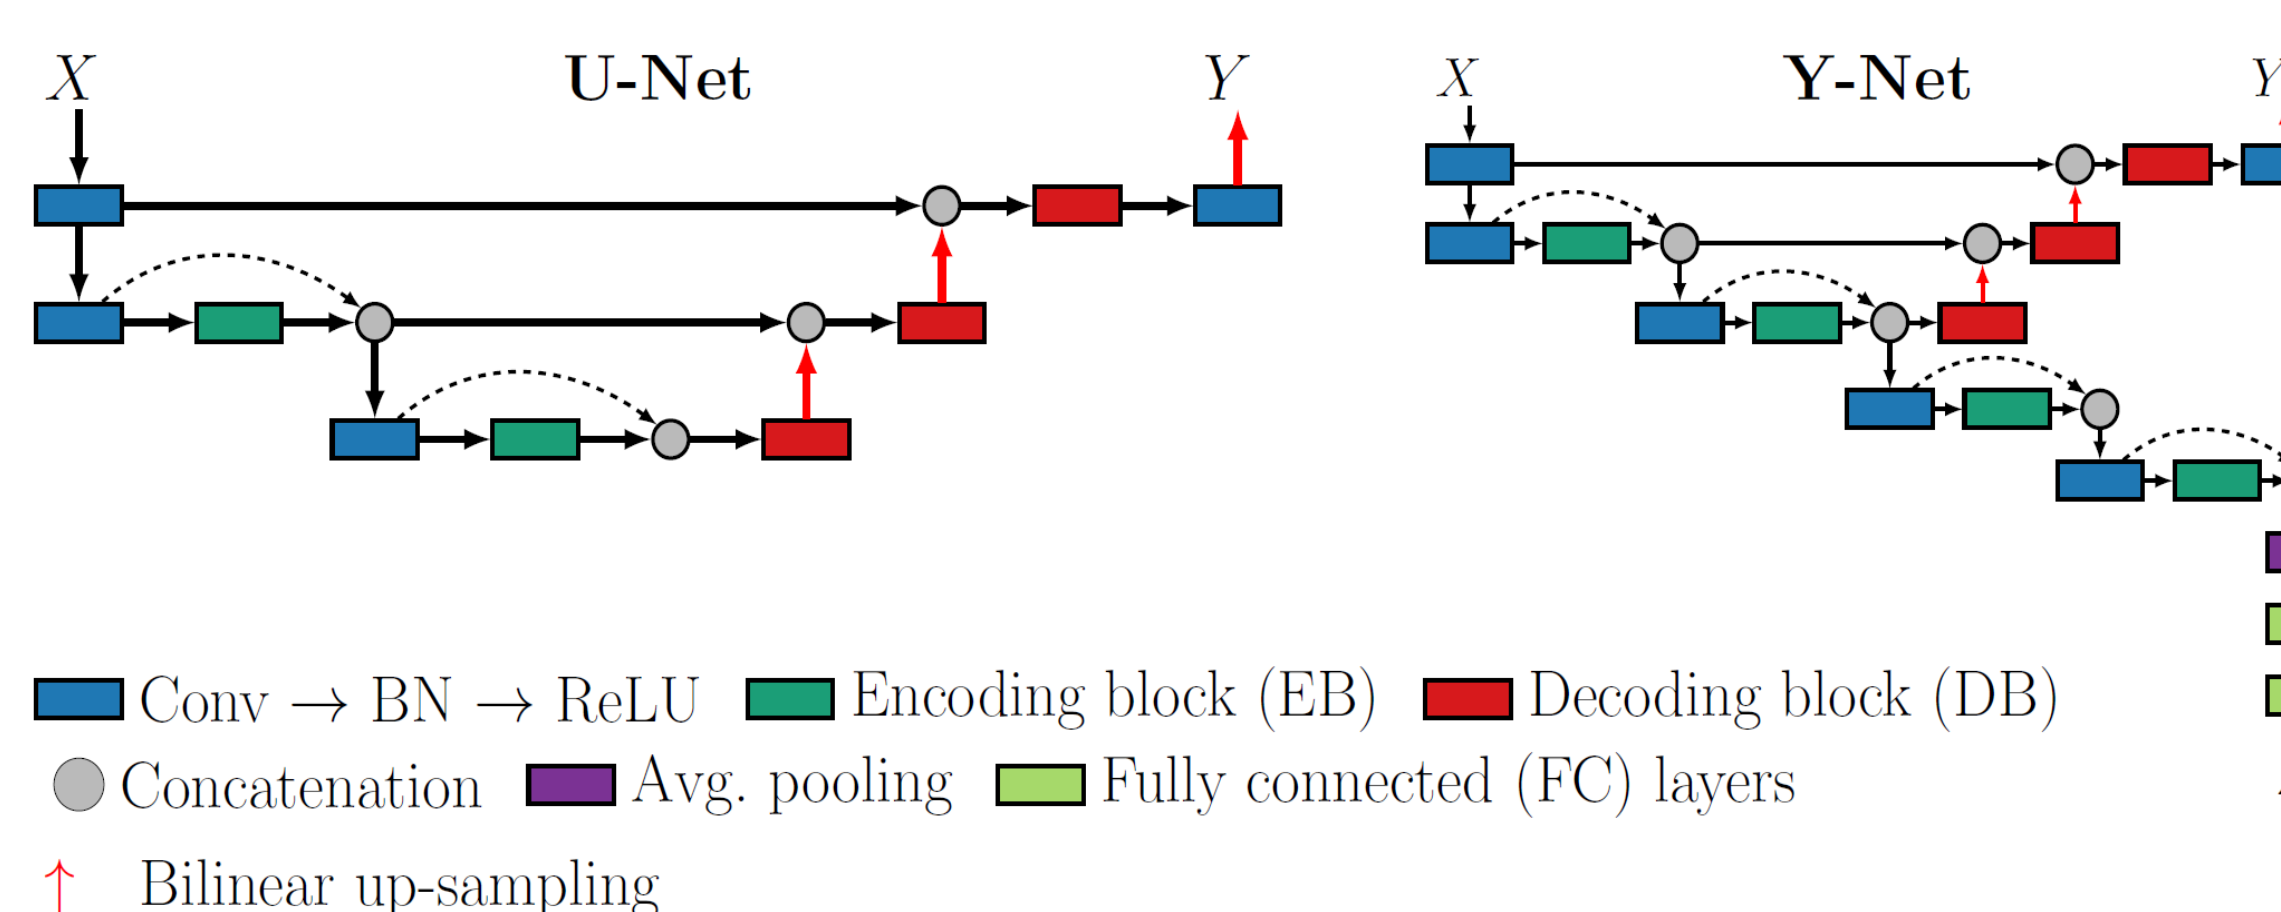 X U-Net Y X Y-Net Y
Conv → BN → ReLU Encoding block (EB) Decoding block (DB)
Concatenation Avg. pooling Fully connected (FC) layers
↑ Bilinear up-sampling